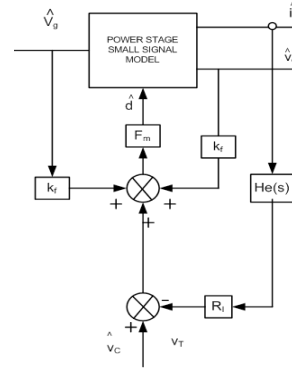 V̂g
POWER STAGE
SMALL SIGNAL
MODEL
î
v̂
d̂
Fm
kf
kf
He(s)
+
+
+
-
Ri
+
v̂C
vT